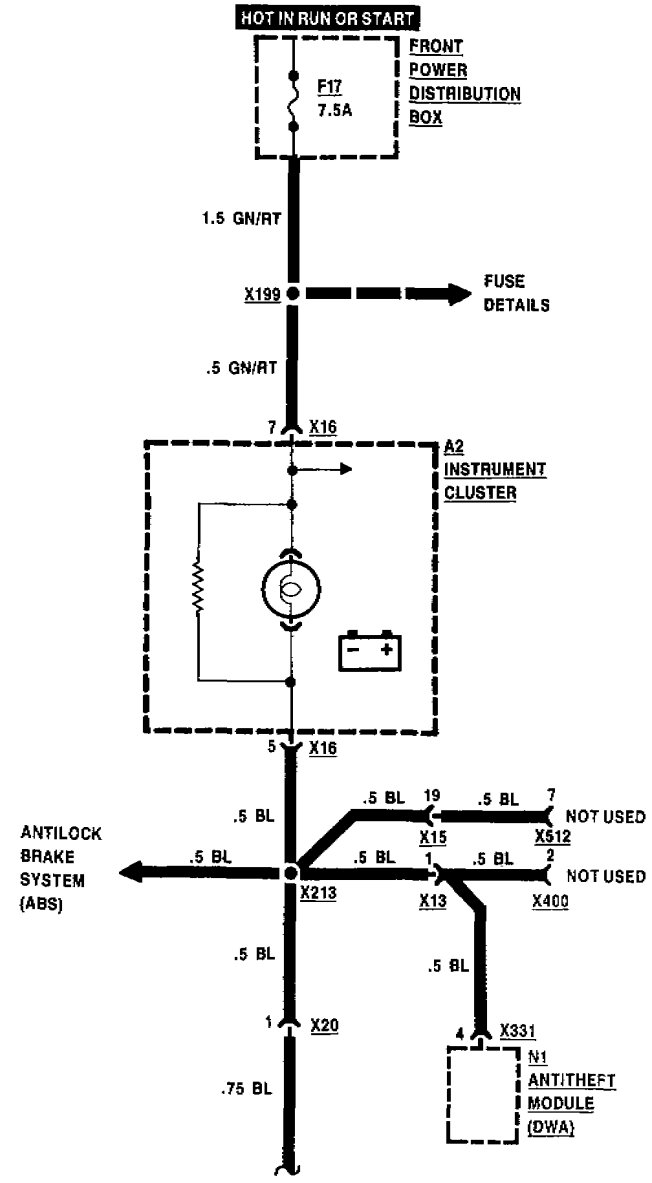 HOT IN RUN OR START
FRONT
POWER
DISTRIBUTION
BOX
F17
7.5A
1.5 GN/RT
X199
FUSE
DETAILS
.5 GN/RT
7 X16
A2
INSTRUMENT
CLUSTER
- +
5 X16
.5 BL
.5 BL
19
.5 BL
7
NOT USED
X15
X512
ANTILOCK
BRAKE
SYSTEM
(ABS)
.5 BL
.5 BL
1
.5 BL
2
NOT USED
X213
X13
X400
.5 BL
.5 BL
1 X20
4 X331
N1
ANTITHEFT
MODULE
(DWA)
.75 BL